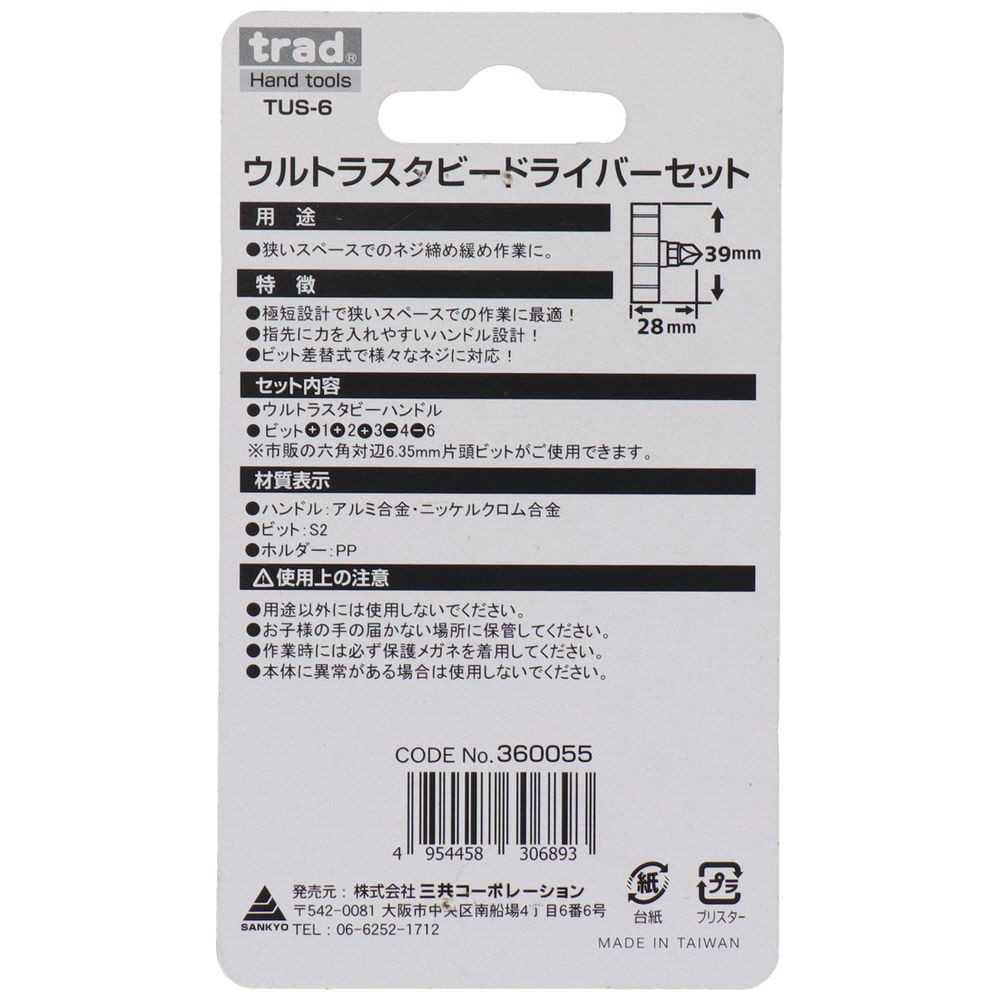 trad®
Hand tools
TUS-6
ウルトラスタビードライバーセット
用 途
●狭いスペースでのネジ締め緩め作業に。
39mm
28mm
特 徴
●極短設計で狭いスペースでの作業に最適!
●指先に力を入れやすいハンドル設計!
●ビット差替式で様々なネジに対応!
セット内容
●ウルトラスタビーハンドル
●ビット⊕1⊕2⊕3⊖4⊖6
※市販の六角対辺6.35mm片頭ビットがご使用できます。
材質表示
●ハンドル:アルミ合金・ニッケルクロム合金
●ビット:S2
●ホルダー:PP
⚠使用上の注意
●用途以外には使用しないでください。
●お子様の手の届かない場所に保管してください。
●作業時には必ず保護メガネを着用してください。
●本体に異常がある場合は使用しないでください。
CODE No. 360055
4 954458 306893
SANKYO
発売元:株式会社 三共コーポレーション
〒542-0081 大阪市中央区南船場4丁目6番6号
TEL:06-6252-1712
紙
台紙
プラ
ブリスター
MADE IN TAIWAN